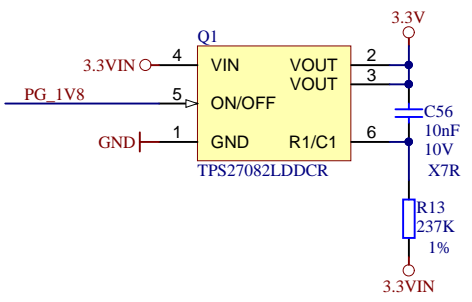 Q1
3.3V
3.3VIN
4
VIN
VOUT
2
VOUT
3
PG_1V8
5
ON/OFF
C56
10nF
10V
X7R
GND
1
GND
R1/C1
6
TPS27082LDDCR
R13
237K
1%
3.3VIN